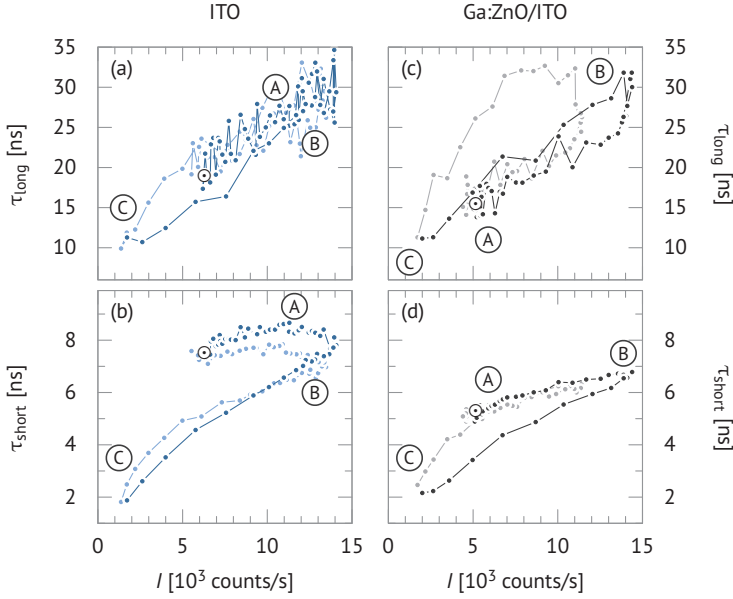 ITO
Ga:ZnO/ITO
35
30
25
20
15
10
τlong [ns]
(a)
A
B
C
(c)
B
A
C
35
30
25
20
15
10
τlong
[ns]
8
6
4
2
τshort [ns]
(b)
A
B
C
(d)
A
B
C
8
6
4
2
τshort
[ns]
0 5 10 15
0 5 10 15
I [10³ counts/s]
I [10³ counts/s]